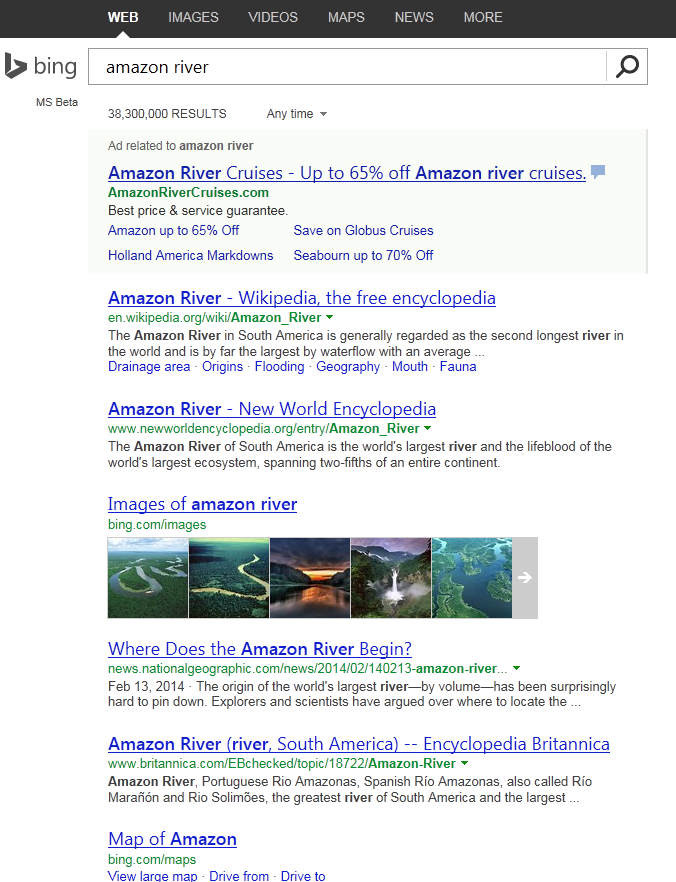 WEB IMAGES VIDEOS MAPS NEWS MORE
bing
amazon river
MS Beta
38,300,000 RESULTS Any time
Ad related to amazon river
Amazon River Cruises - Up to 65% off Amazon river cruises.
AmazonRiverCruises.com
Best price & service guarantee.
Amazon up to 65% Off Save on Globus Cruises
Holland America Markdowns Seabourn up to 70% Off
Amazon River - Wikipedia, the free encyclopedia
en.wikipedia.org/wiki/Amazon_River
The Amazon River in South America is generally regarded as the second longest river in
the world and is by far the largest by waterflow with an average ...
Drainage area · Origins · Flooding · Geography · Mouth · Fauna
Amazon River - New World Encyclopedia
www.newworldencyclopedia.org/entry/Amazon_River
The Amazon River of South America is the world's largest river and the lifeblood of the
world's largest ecosystem, spanning two-fifths of an entire continent.
Images of amazon river
bing.com/images
Where Does the Amazon River Begin?
news.nationalgeographic.com/news/2014/02/140213-amazon-river...
Feb 13, 2014 · The origin of the world's largest river—by volume—has been surprisingly
hard to pin down. Explorers and scientists have argued over where to locate the ...
Amazon River (river, South America) -- Encyclopedia Britannica
www.britannica.com/EBchecked/topic/18722/Amazon-River
Amazon River, Portuguese Rio Amazonas, Spanish Río Amazonas, also called Río
Marañón and Rio Solimões, the greatest river of South America and the largest ...
Map of Amazon
bing.com/maps
View large map · Drive from · Drive to